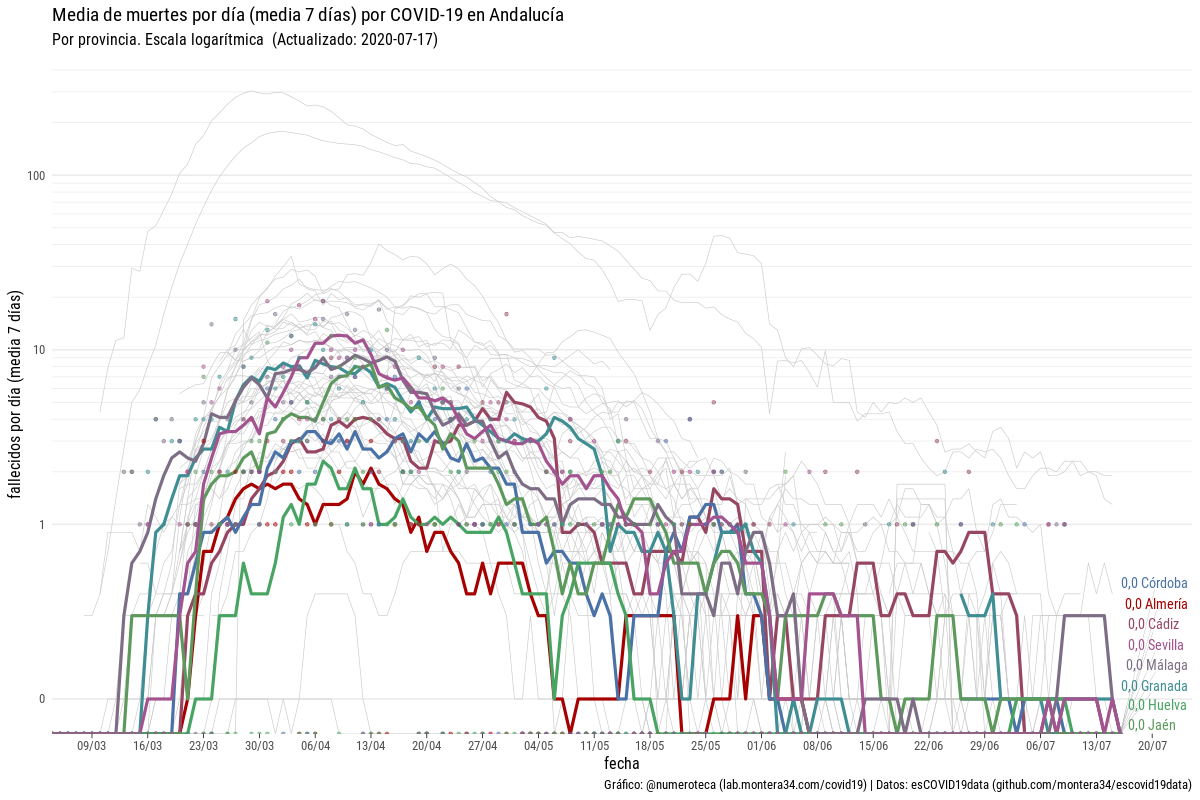 Media de muertes por día (media 7 días) por COVID-19 en Andalucía
Por provincia. Escala logarítmica (Actualizado: 2020-07-17)
fallecidos por día (media 7 días)
100
10
1
0
0,0 Córdoba
0,0 Almería
0,0 Cádiz
0,0 Sevilla
0,0 Málaga
0,0 Granada
0,0 Huelva
0,0 Jaén
09/03 16/03 23/03 30/03 06/04 13/04 20/04 27/04 04/05 11/05 18/05 25/05 01/06 08/06 15/06 22/06 29/06 06/07 13/07 20/07
fecha
Gráfico: @numeroteca (lab.montera34.com/covid19) | Datos: esCOVID19data (github.com/montera34/escovid19data)